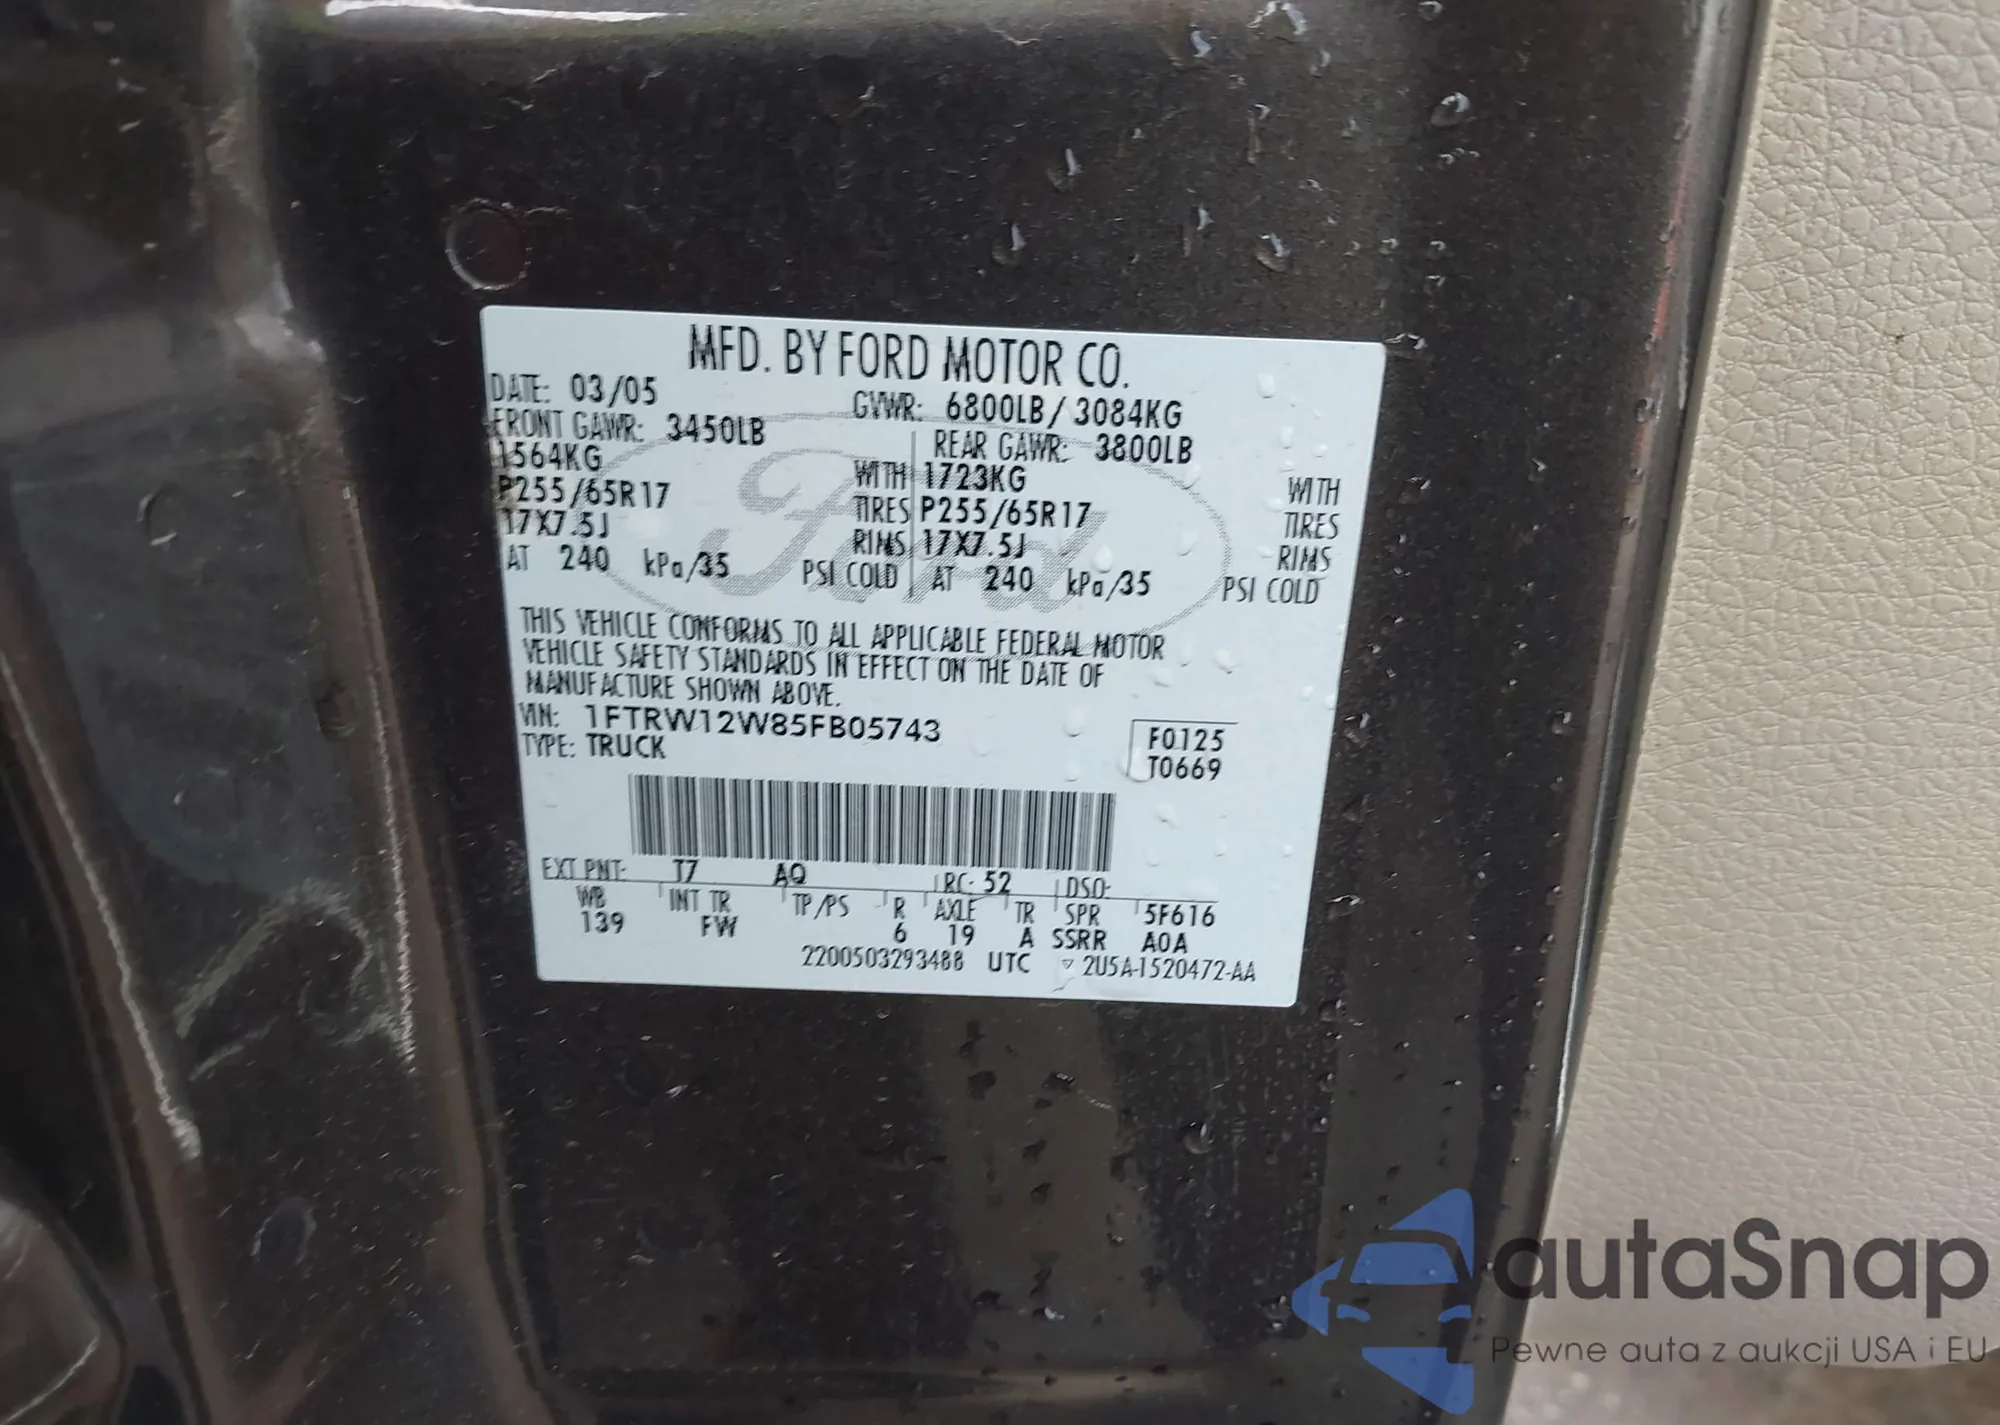 MFD. BY FORD MOTOR CO.
DATE: 03/05 GVWR: 6800LB/ 3084KG
FRONT GAWR: 3450LB REAR GAWR: 3800LB
1564KG WITH 1723KG WITH
P255/65R17 TIRES P255/65R17 TIRES
17X7.5J RIMS 17X7.5J RIMS
AT 240 kPa/35 PSI COLD AT 240 kPa/35 PSI COLD
Ford
THIS VEHICLE CONFORMS TO ALL APPLICABLE FEDERAL MOTOR
VEHICLE SAFETY STANDARDS IN EFFECT ON THE DATE OF
MANUFACTURE SHOWN ABOVE.
VIN: 1FTRW12W85FB05743 F0125
TYPE: TRUCK T0669
EXT PNT: T7 AQ RC: 52 DSO:
WB INT TR TP/PS R AXLE TR SPR 5F616
139 FW 6 19 A SSRR A0A
2200503293488 UTC ▽ 2U5A-1520472-AA
autaSnap
Pewne auta z aukcji USA i EU